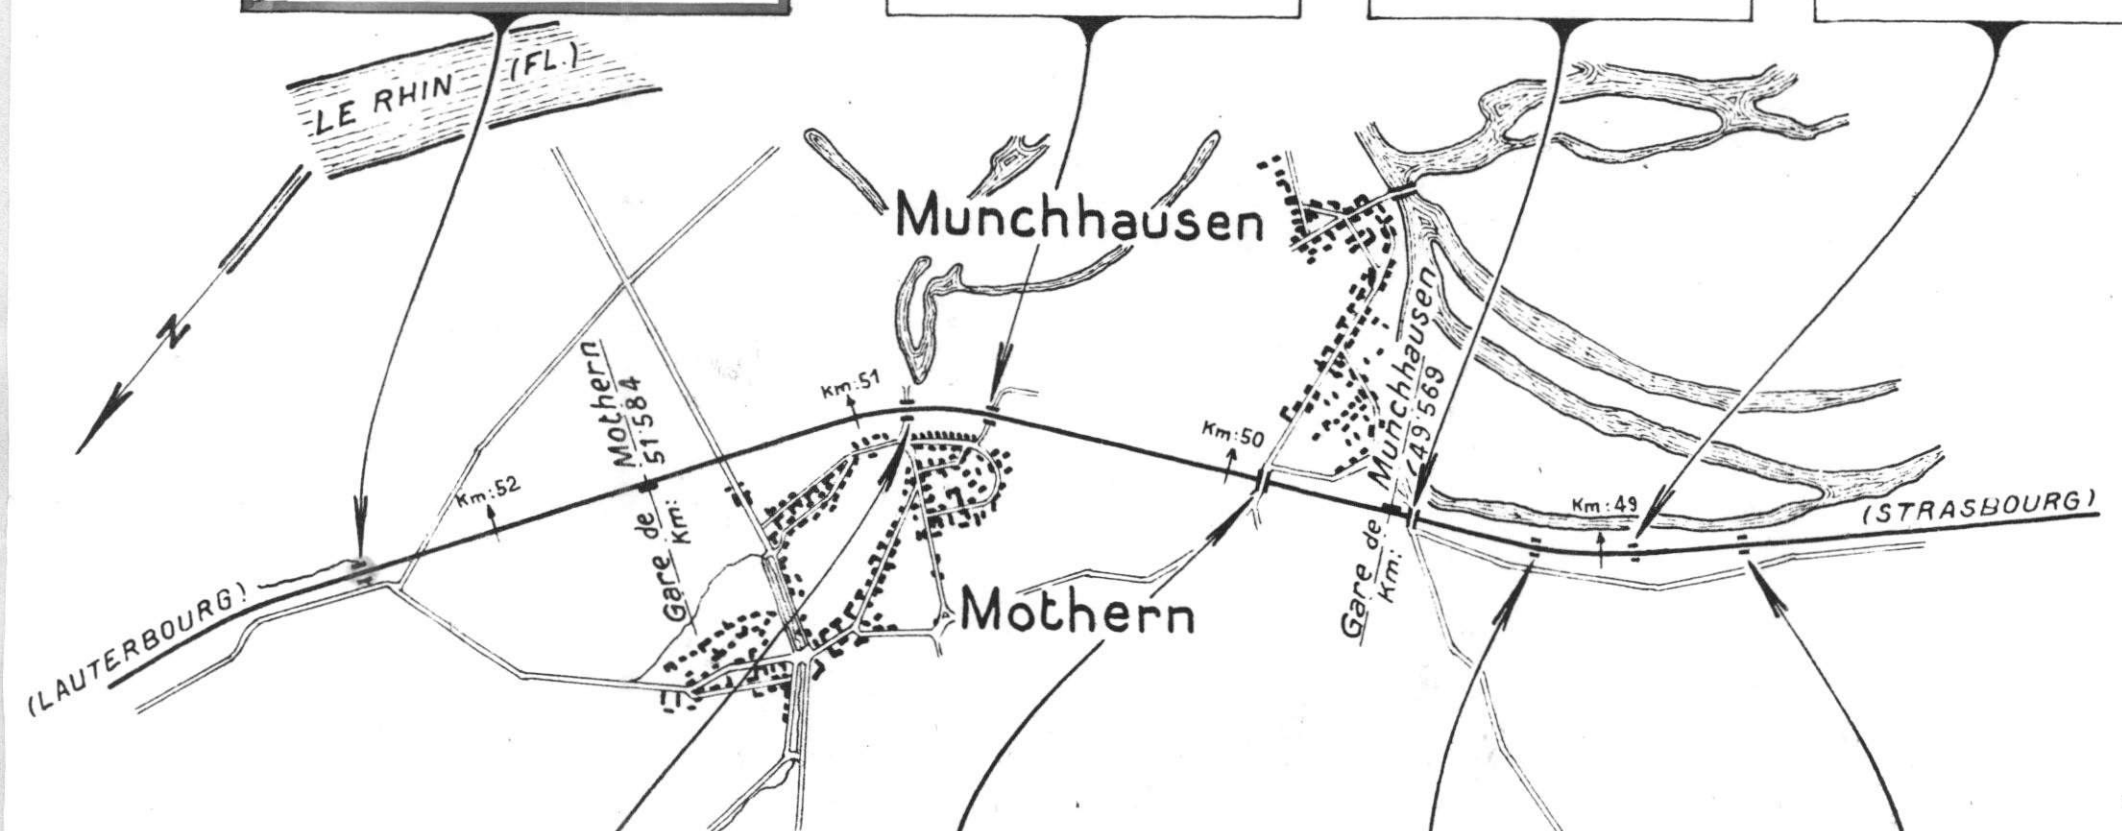 LE RHIN (FL.)
N
Munchhausen
Gare de Mothern
Km: 51.584
Km:51
Km:52
Km:50
Gare de Munchhausen
Km: 49.569
Km:49
(STRASBOURG)
(LAUTERBOURG)
Mothern